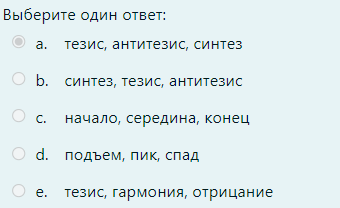 Выберите один ответ:
a. тезис, антитезис, синтез
b. синтез, тезис, антитезис
c. начало, середина, конец
d. подъем, пик, спад
e. тезис, гармония, отрицание